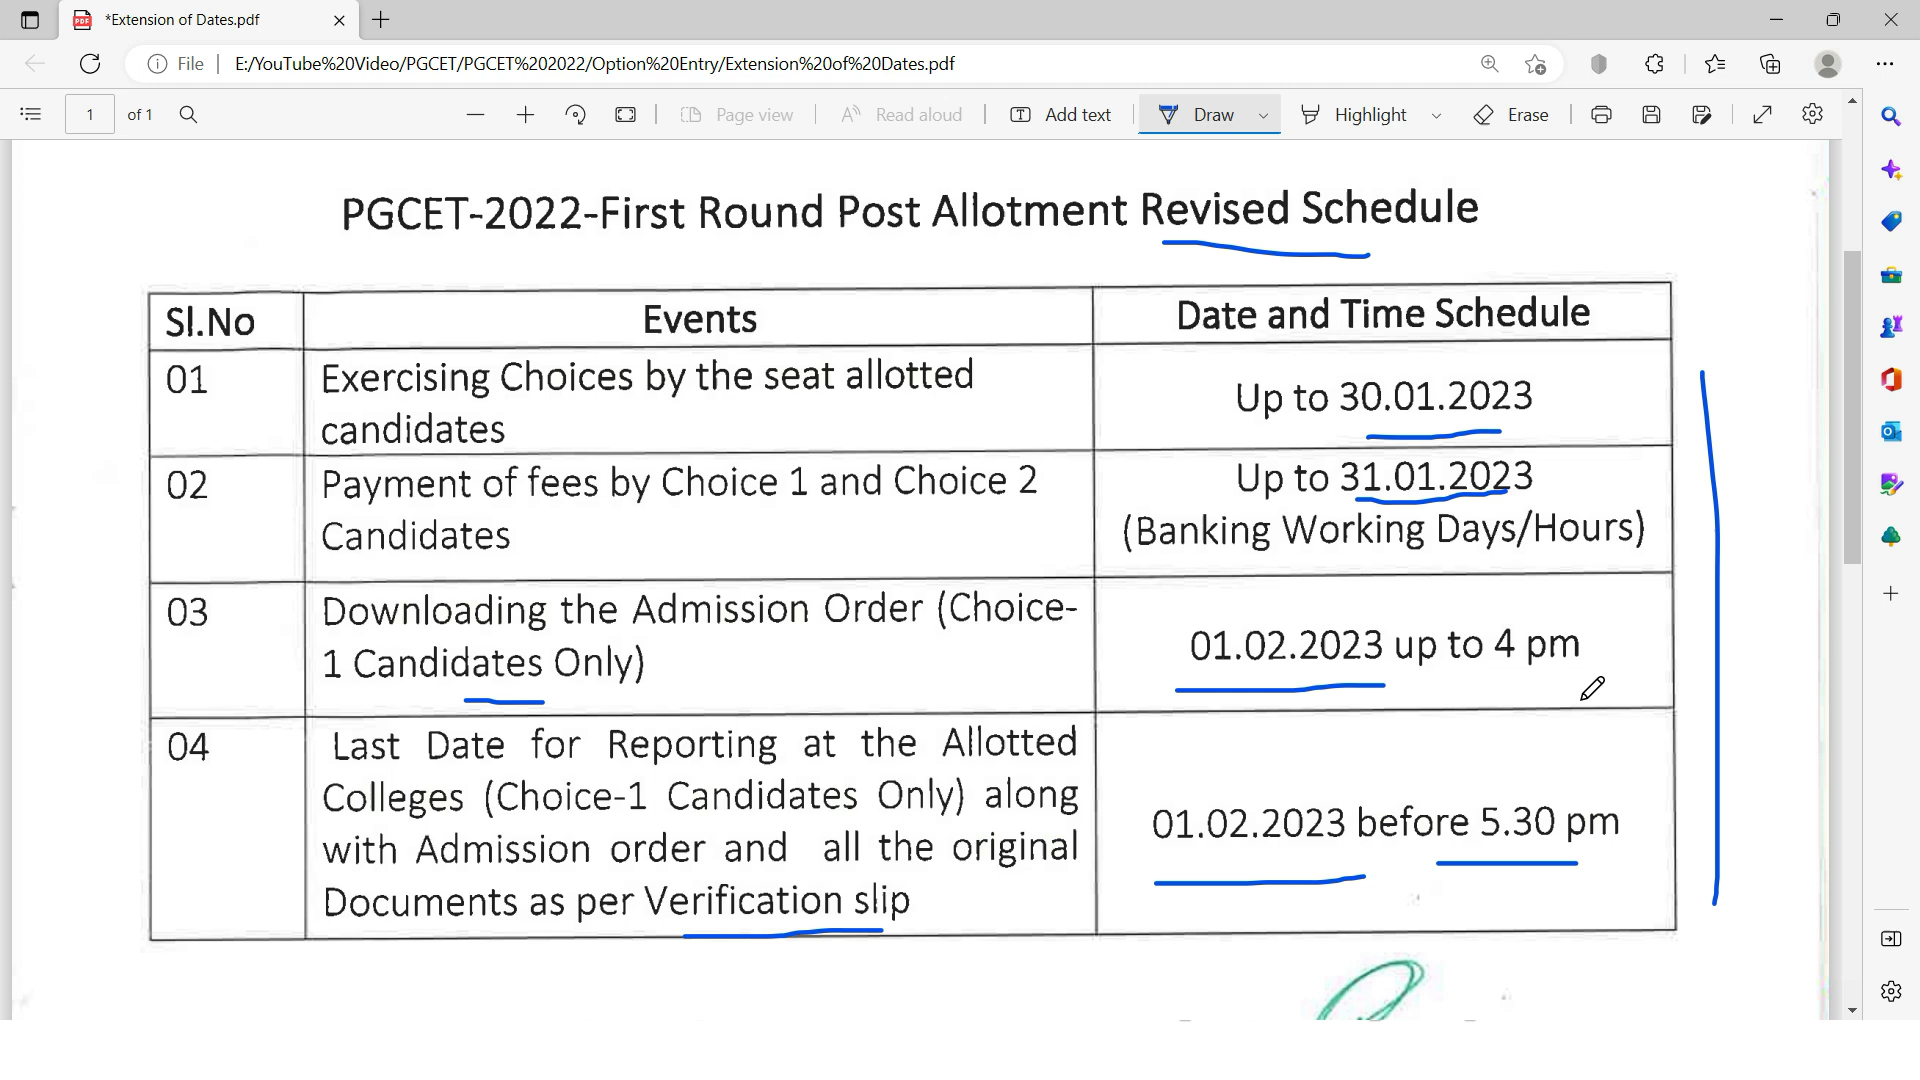 *Extension of Dates.pdf
File | E:/YouTube%20Video/PGCET/PGCET%202022/Option%20Entry/Extension%20of%20Dates.pdf
1 of 1 Page view Read aloud Add text Draw Highlight Erase
PGCET-2022-First Round Post Allotment Revised Schedule
Sl.No Events Date and Time Schedule
01 Exercising Choices by the seat allotted
candidates
Up to 30.01.2023
02 Payment of fees by Choice 1 and Choice 2
Candidates
Up to 31.01.2023
(Banking Working Days/Hours)
03 Downloading the Admission Order (Choice-
1 Candidates Only)
01.02.2023 up to 4 pm
04 Last Date for Reporting at the Allotted
Colleges (Choice-1 Candidates Only) along
with Admission order and all the original
Documents as per Verification slip
01.02.2023 before 5.30 pm